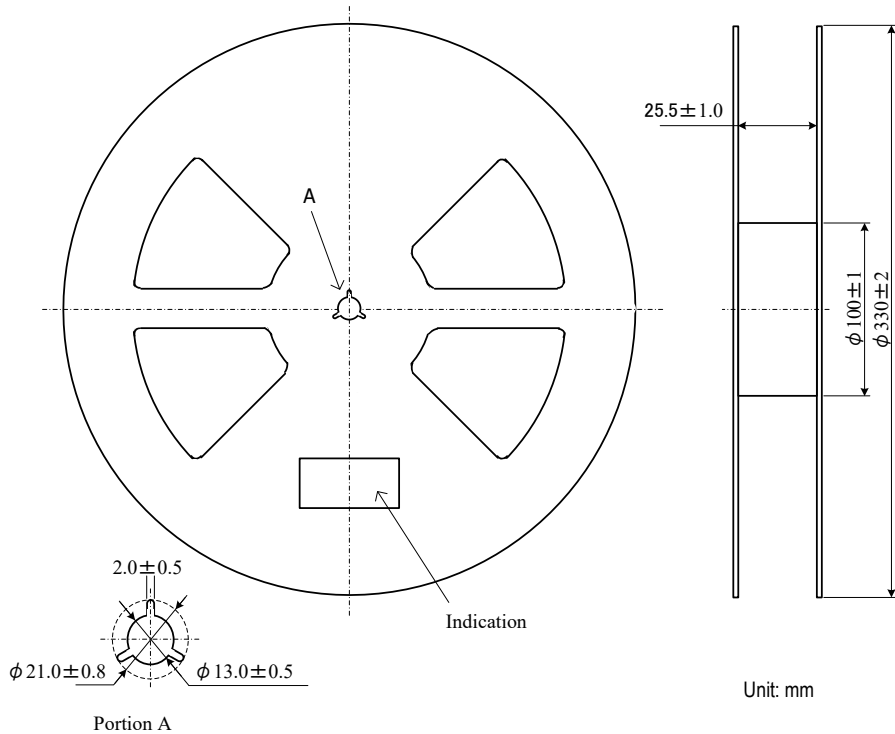 25.5±1.0
A
φ100±1
φ330±2
2.0±0.5
Indication
φ21.0±0.8
φ13.0±0.5
Unit: mm
Portion A